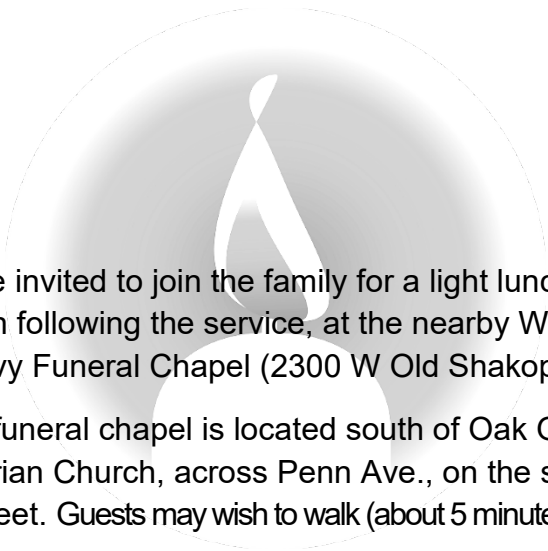 e invited to join the family for a light lunc
n following the service, at the nearby W
vy Funeral Chapel (2300 W Old Shakop
funeral chapel is located south of Oak G
rian Church, across Penn Ave., on the s
eet. Guests may wish to walk (about 5 minute